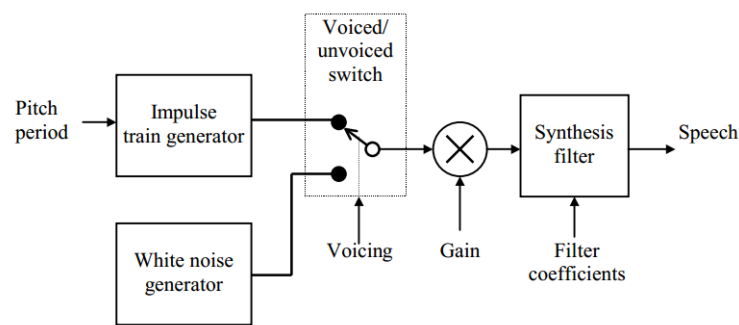 Voiced/
unvoiced
switch
Pitch
period
Impulse
train generator
Synthesis
filter
Speech
White noise
generator
Voicing
Gain
Filter
coefficients